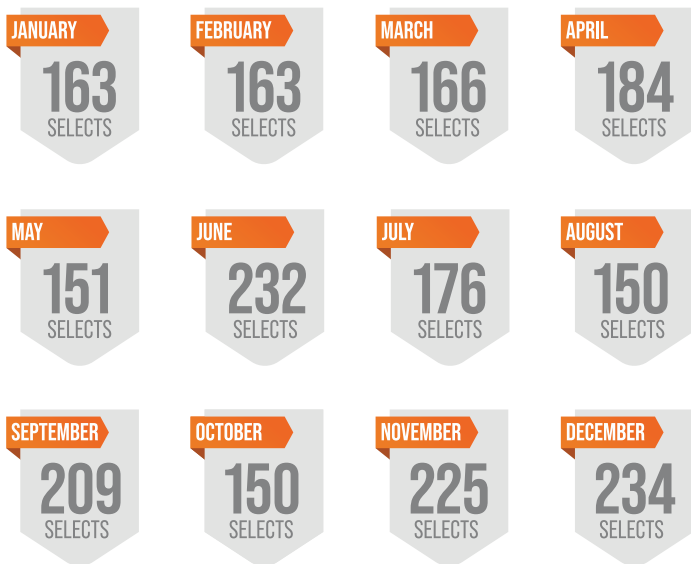 JANUARY
163
SELECTS
FEBRUARY
163
SELECTS
MARCH
166
SELECTS
APRIL
184
SELECTS
MAY
151
SELECTS
JUNE
232
SELECTS
JULY
176
SELECTS
AUGUST
150
SELECTS
SEPTEMBER
209
SELECTS
OCTOBER
150
SELECTS
NOVEMBER
225
SELECTS
DECEMBER
234
SELECTS